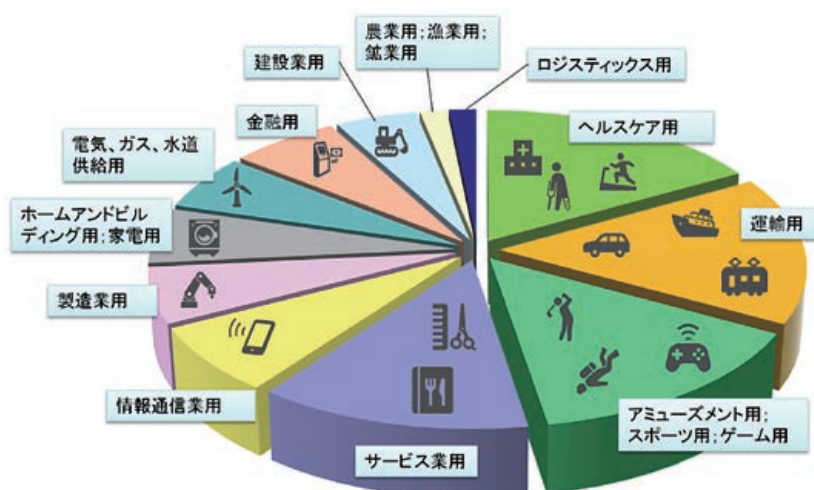 農業用;漁業用;
鉱業用
ロジスティックス用
建設業用
ヘルスケア用
金融用
電気、ガス、水道
供給用
運輸用
ホームアンドビル
ディング用;家電用
製造業用
情報通信業用
アミューズメント用;
スポーツ用;ゲーム用
サービス業用